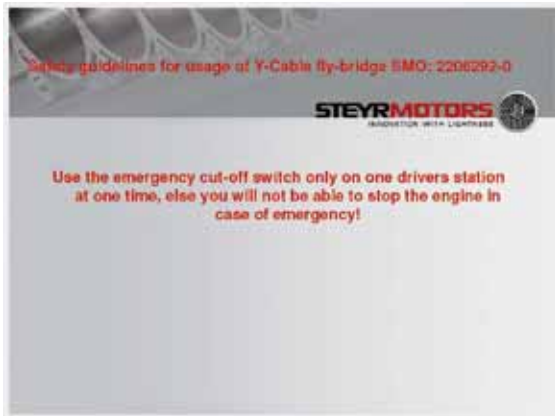 Safety guidelines for usage of Y-Cable fly-bridge SMO: 2206292-0
STEYRMOTORS
INNOVATION WITH LIGHTNESS
Use the emergency cut-off switch only on one drivers station
at one time, else you will not be able to stop the engine in
case of emergency!